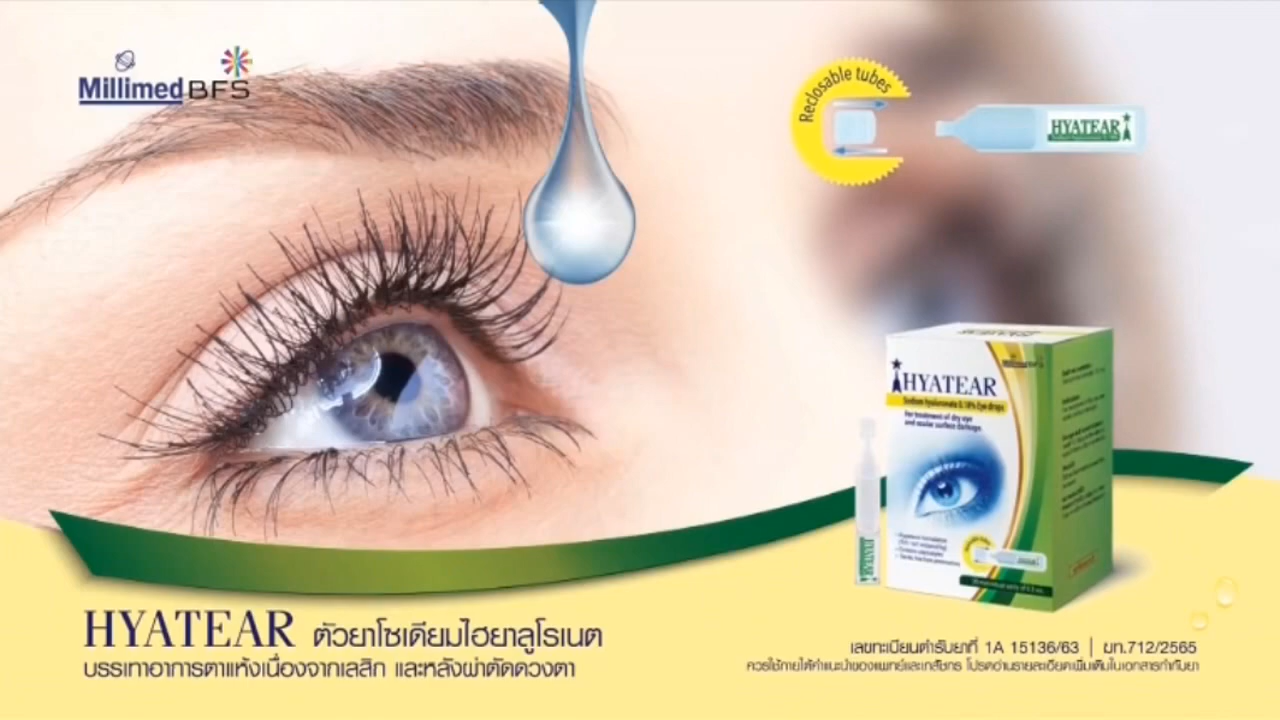 Millimed BFS
Reclosable tubes
HYATEAR
HYATEAR
Sodium hyaluronate 0.18% Eye drops
For treatment of dry eye
and ocular surface damage.
HYATEAR
HYATEAR ตัวยาโซเดียมไฮยาลูโรเนต
บรรเทาอาการตาแห้งเนื่องจากเลสิก และหลังผ่าตัดดวงตา
เลขทะเบียนตำรับยาที่ 1A 15136/63 | ฆท.712/2565
ควรใช้ภายใต้คำแนะนำของแพทย์และเภสัชกร โปรดอ่านรายละเอียดเพิ่มเติมในเอกสารกำกับยา